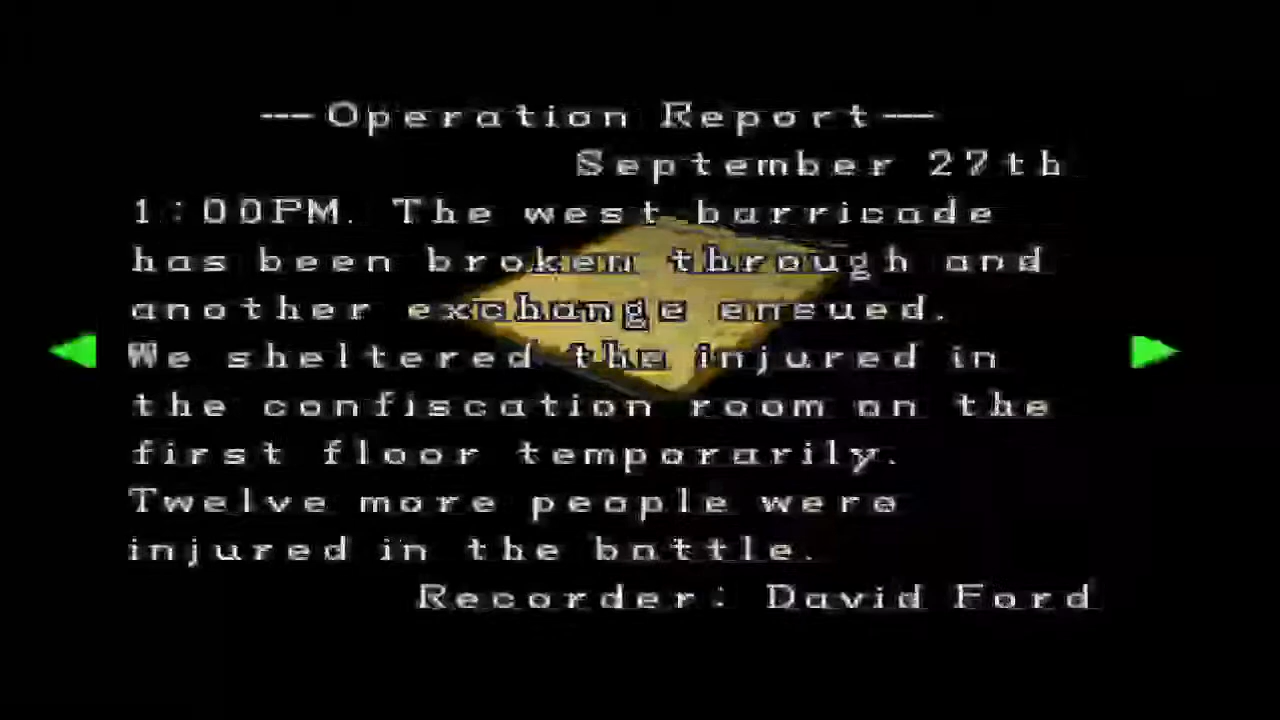 ——Operation Report——
September 27th
1:00PM. The west barricade
has been broken through and
another exchange ensued.
We sheltered the injured in
the confiscation room on the
first floor temporarily.
Twelve more people were
injured in the battle.
Recorder: David Ford